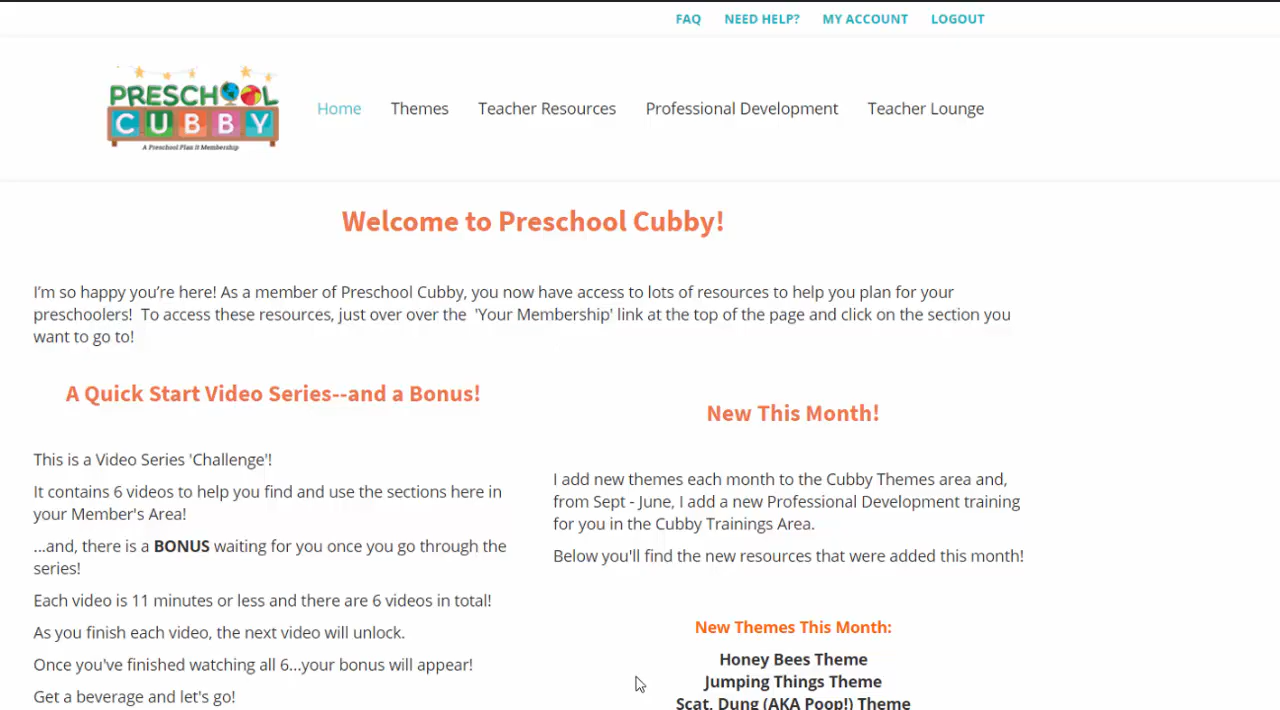 FAQ NEED HELP? MY ACCOUNT LOGOUT
PRESCHOOL
CUBBY
A Preschool Plan It Membership
Home Themes Teacher Resources Professional Development Teacher Lounge
Welcome to Preschool Cubby!
I'm so happy you're here! As a member of Preschool Cubby, you now have access to lots of resources to help you plan for your
preschoolers! To access these resources, just over over the 'Your Membership' link at the top of the page and click on the section you
want to go to!
A Quick Start Video Series--and a Bonus!
This is a Video Series 'Challenge'!
It contains 6 videos to help you find and use the sections here in
your Member's Area!
...and, there is a BONUS waiting for you once you go through the
series!
Each video is 11 minutes or less and there are 6 videos in total!
As you finish each video, the next video will unlock.
Once you've finished watching all 6...your bonus will appear!
Get a beverage and let's go!
New This Month!
I add new themes each month to the Cubby Themes area and,
from Sept - June, I add a new Professional Development training
for you in the Cubby Trainings Area.
Below you'll find the new resources that were added this month!
New Themes This Month:
Honey Bees Theme
Jumping Things Theme
Scat, Dung (AKA Poop!) Theme